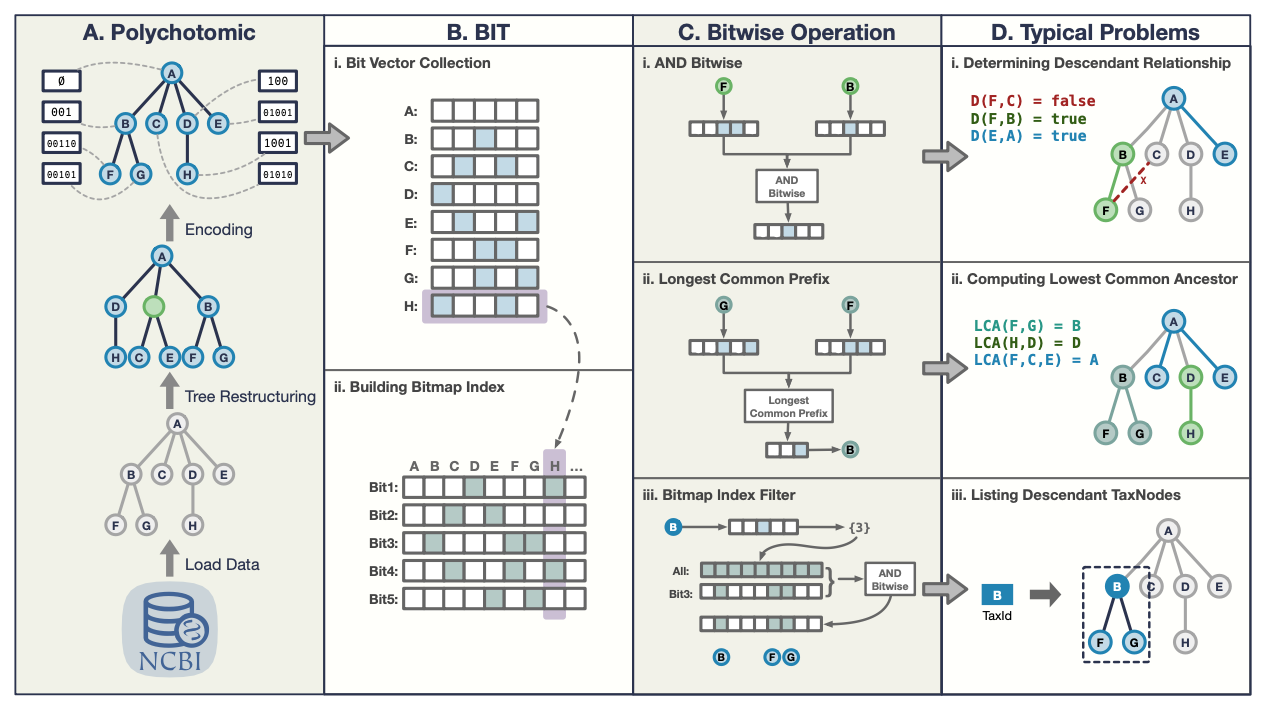 A. Polychotomic
Ø
001
00110
00101
A
B
C
D
E
F
G
H
100
01001
1001
01010
Encoding
A
D
B
H
C
E
F
G
Tree Restructuring
A
B
C
D
E
F
G
H
Load Data
NCBI
B. BIT
i. Bit Vector Collection
A:
B:
C:
D:
E:
F:
G:
H:
ii. Building Bitmap Index
A B C D E F G H ...
Bit1:
Bit2:
Bit3:
Bit4:
Bit5:
C. Bitwise Operation
i. AND Bitwise
F
B
AND
Bitwise
ii. Longest Common Prefix
G
F
Longest
Common Prefix
B
iii. Bitmap Index Filter
B
{3}
All:
Bit3:
AND
Bitwise
B
F
G
D. Typical Problems
i. Determining Descendant Relationship
D(F,C) = false
D(F,B) = true
D(E,A) = true
A
B
C
D
E
x
F
G
H
ii. Computing Lowest Common Ancestor
LCA(F,G) = B
LCA(H,D) = D
LCA(F,C,E) = A
A
B
C
D
E
F
G
H
iii. Listing Descendant TaxNodes
B
TaxId
A
B
C
D
E
F
G
H